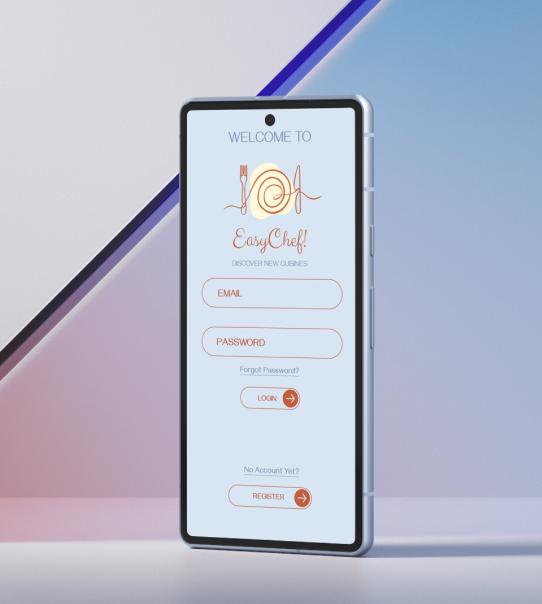 WELCOME TO
EasyChef!
DISCOVER NEW CUISINES
EMAIL
PASSWORD
Forgot Password?
LOGIN
No Account Yet?
REGISTER